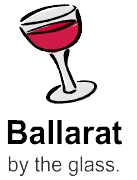 Ballarat
by the glass.